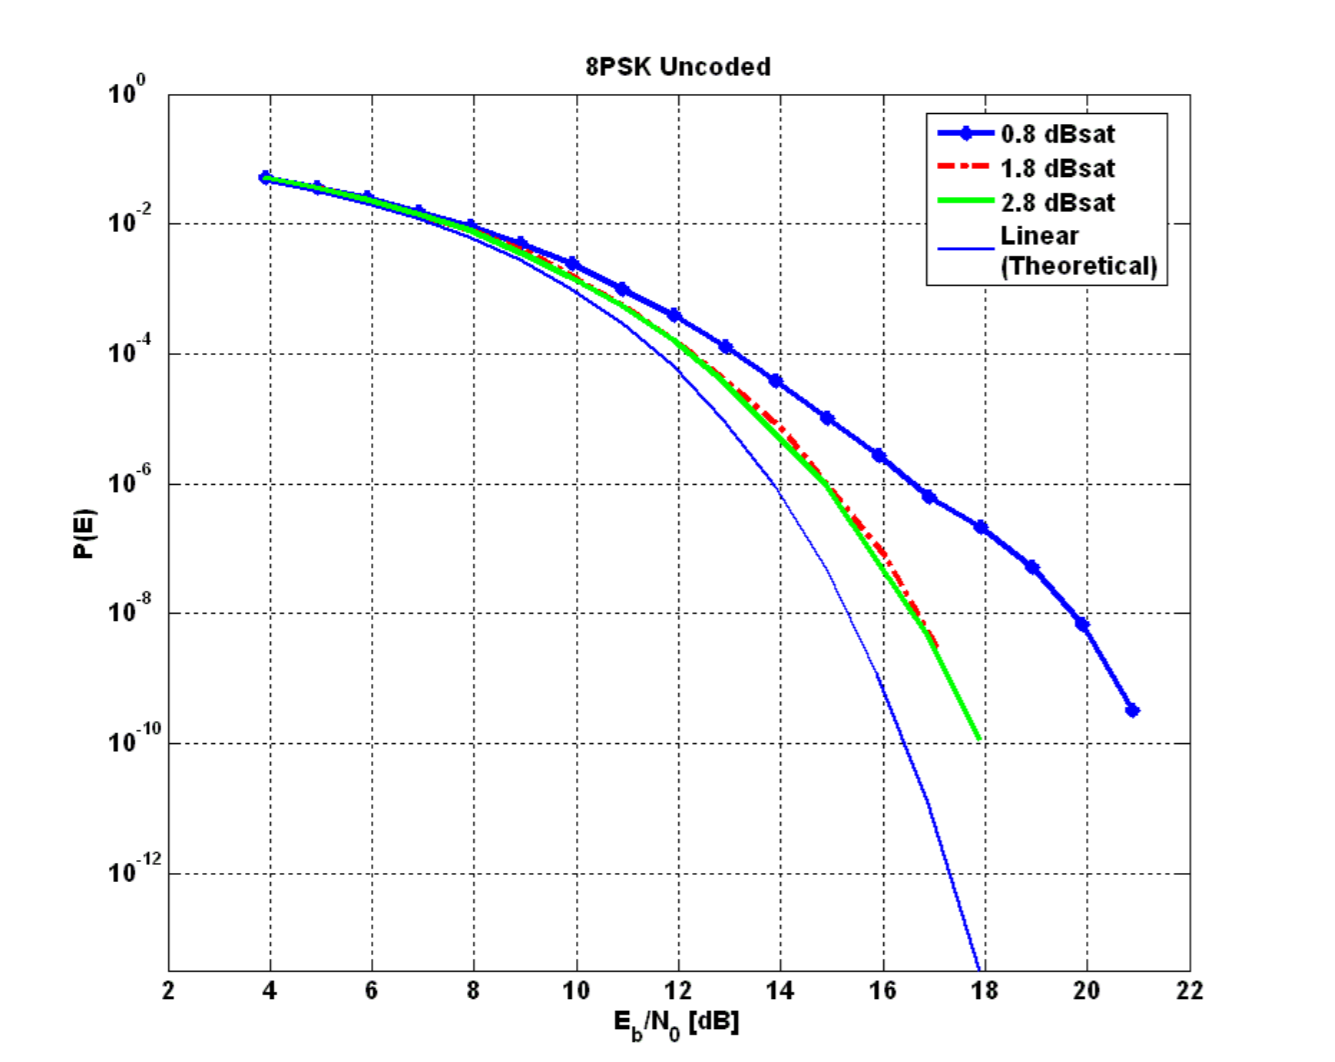 8PSK Uncoded
10^0
10^-2
10^-4
10^-6
10^-8
10^-10
10^-12
P(E)
0.8 dBsat
1.8 dBsat
2.8 dBsat
Linear
(Theoretical)
2 4 6 8 10 12 14 16 18 20 22
E_b/N_0 [dB]